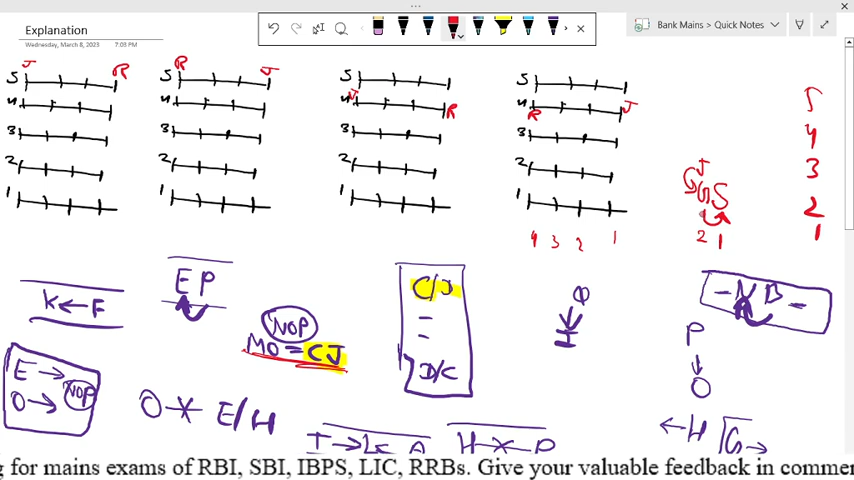 Explanation
Wednesday, March 8, 2023 7:03 PM
Bank Mains > Quick Notes
J R
5
4
3
2
1
R J
5
4
3
2
1
5
4 R
3
2
1
5
4 R J
3
2
1
4 3 2 1
J
G G S
2 1
5
4
3
2
1
K ← F
E P
NOP
MO = CJ
C/J
D/C
I
- N B -
P
↓
O
E →
O → NOP
O E/H
← H G →
H P
g for mains exams of RBI, SBI, IBPS, LIC, RRBs. Give your valuable feedback in comme